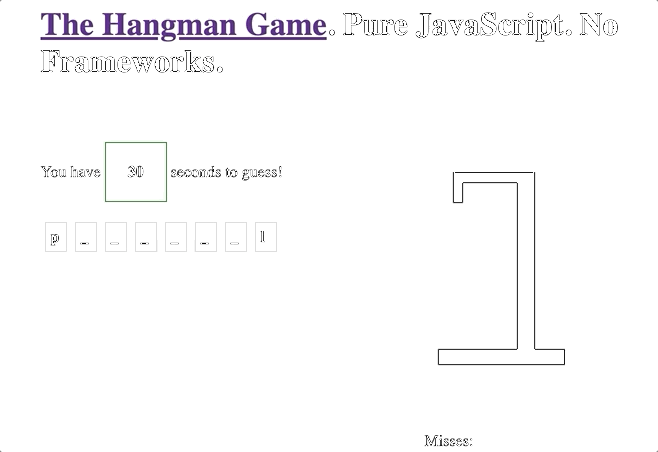 The Hangman Game. Pure JavaScript. No
Frameworks.
You have 30 seconds to guess!
p _ _ _ _ _ _ l
Misses: